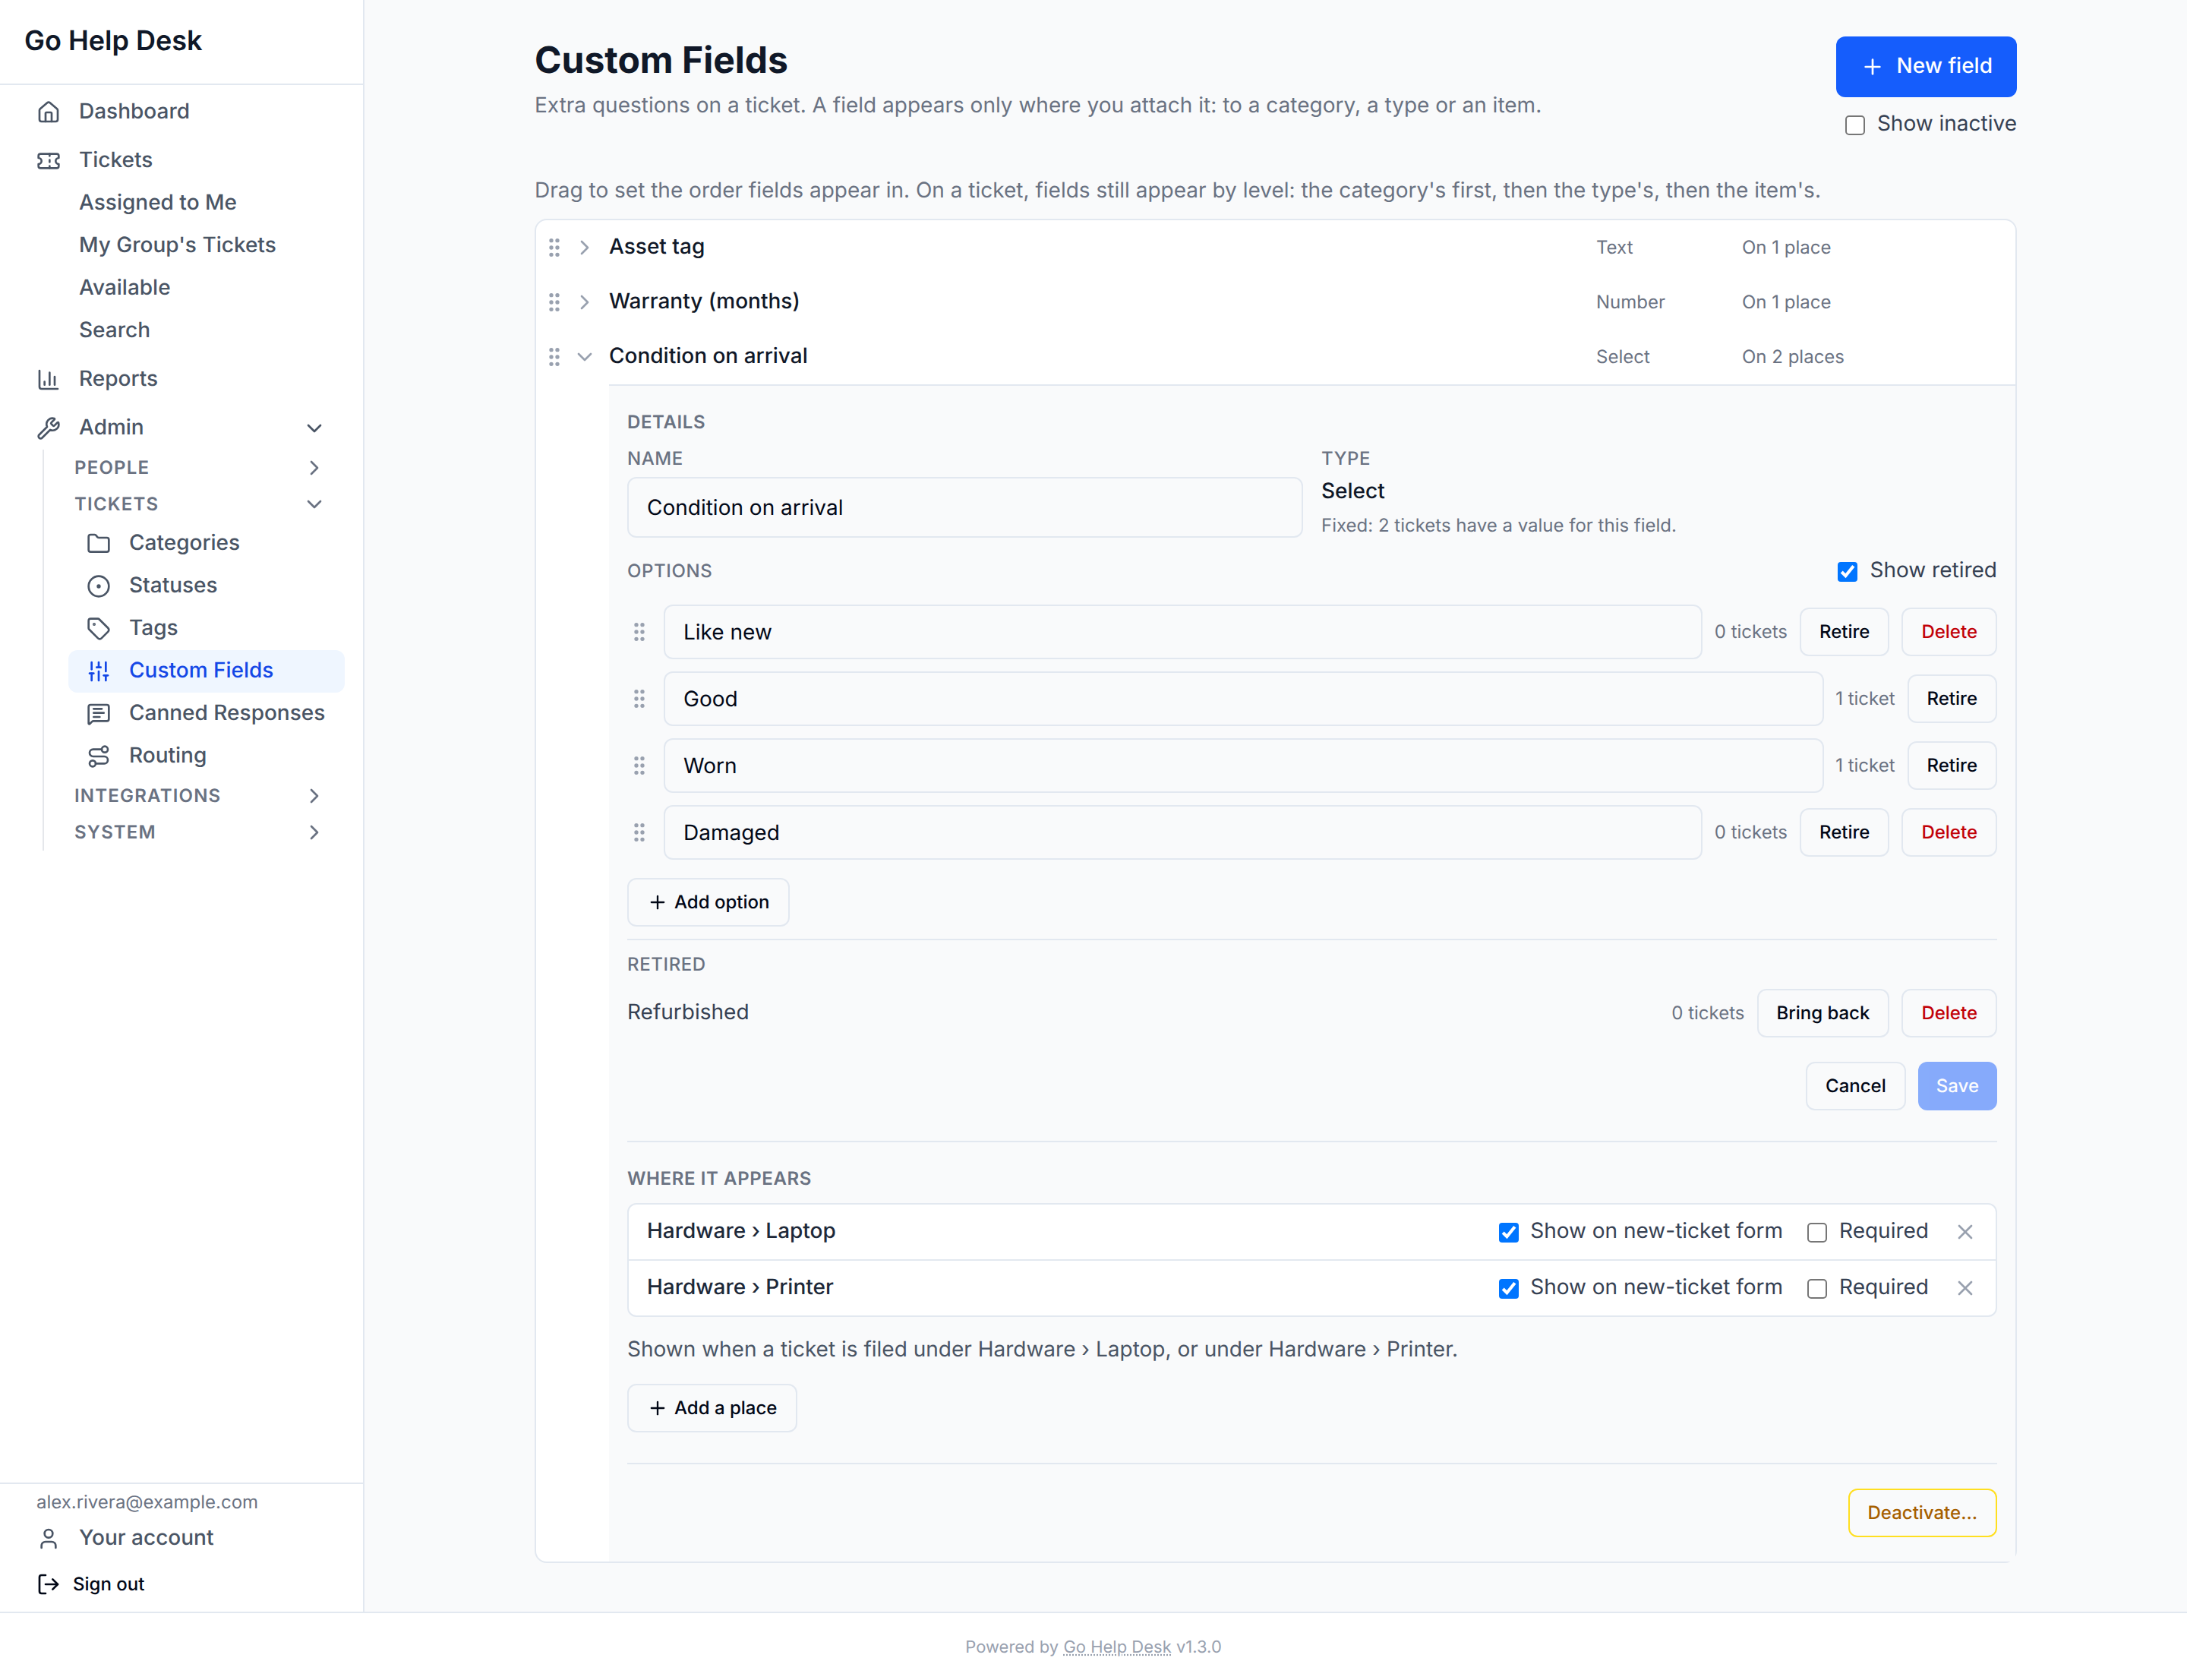 Go Help Desk
Dashboard
Tickets
Assigned to Me
My Group's Tickets
Available
Search
Reports
Admin
PEOPLE
TICKETS
Categories
Statuses
Tags
Custom Fields
Canned Responses
Routing
INTEGRATIONS
SYSTEM
alex.rivera@example.com
Your account
Sign out
Custom Fields
New field
Extra questions on a ticket. A field appears only where you attach it: to a category, a type or an item.
Show inactive
Drag to set the order fields appear in. On a ticket, fields still appear by level: the category's first, then the type's, then the item's.
Asset tag Text On 1 place
Warranty (months) Number On 1 place
Condition on arrival Select On 2 places
DETAILS
NAME TYPE
Condition on arrival Select
Fixed: 2 tickets have a value for this field.
OPTIONS Show retired
Like new 0 tickets Retire Delete
Good 1 ticket Retire
Worn 1 ticket Retire
Damaged 0 tickets Retire Delete
Add option
RETIRED
Refurbished 0 tickets Bring back Delete
Cancel Save
WHERE IT APPEARS
Hardware › Laptop Show on new-ticket form Required
Hardware › Printer Show on new-ticket form Required
Shown when a ticket is filed under Hardware › Laptop, or under Hardware › Printer.
Add a place
Deactivate...
Powered by Go Help Desk v1.3.0